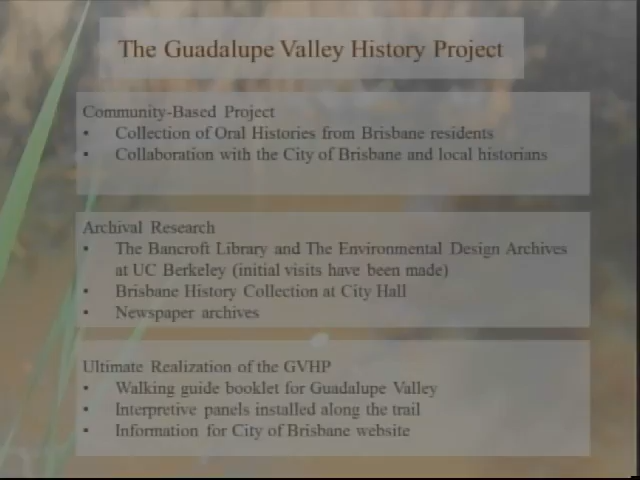 The Guadalupe Valley History Project
Community-Based Project
• Collection of Oral Histories from Brisbane residents
• Collaboration with the City of Brisbane and local historians
Archival Research
• The Bancroft Library and The Environmental Design Archives
at UC Berkeley (initial visits have been made)
• Brisbane History Collection at City Hall
• Newspaper archives
Ultimate Realization of the GVHP
• Walking guide booklet for Guadalupe Valley
• Interpretive panels installed along the trail
• Information for City of Brisbane website